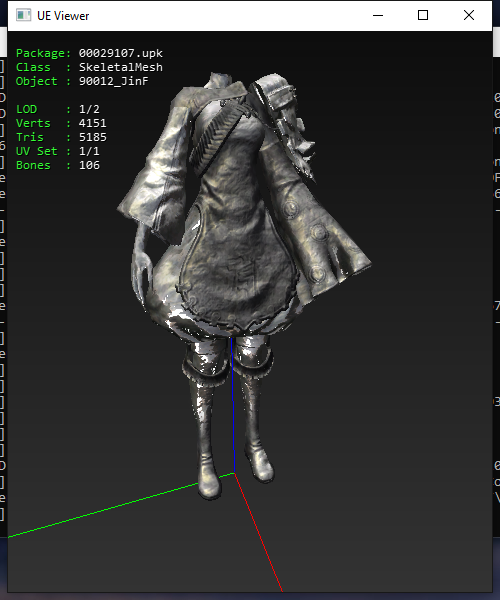 UE Viewer
Package: 00029107.upk
Class : SkeletalMesh
Object : 90012_JinF
LOD : 1/2
Verts : 4151
Tris : 5185
UV Set : 1/1
Bones : 106